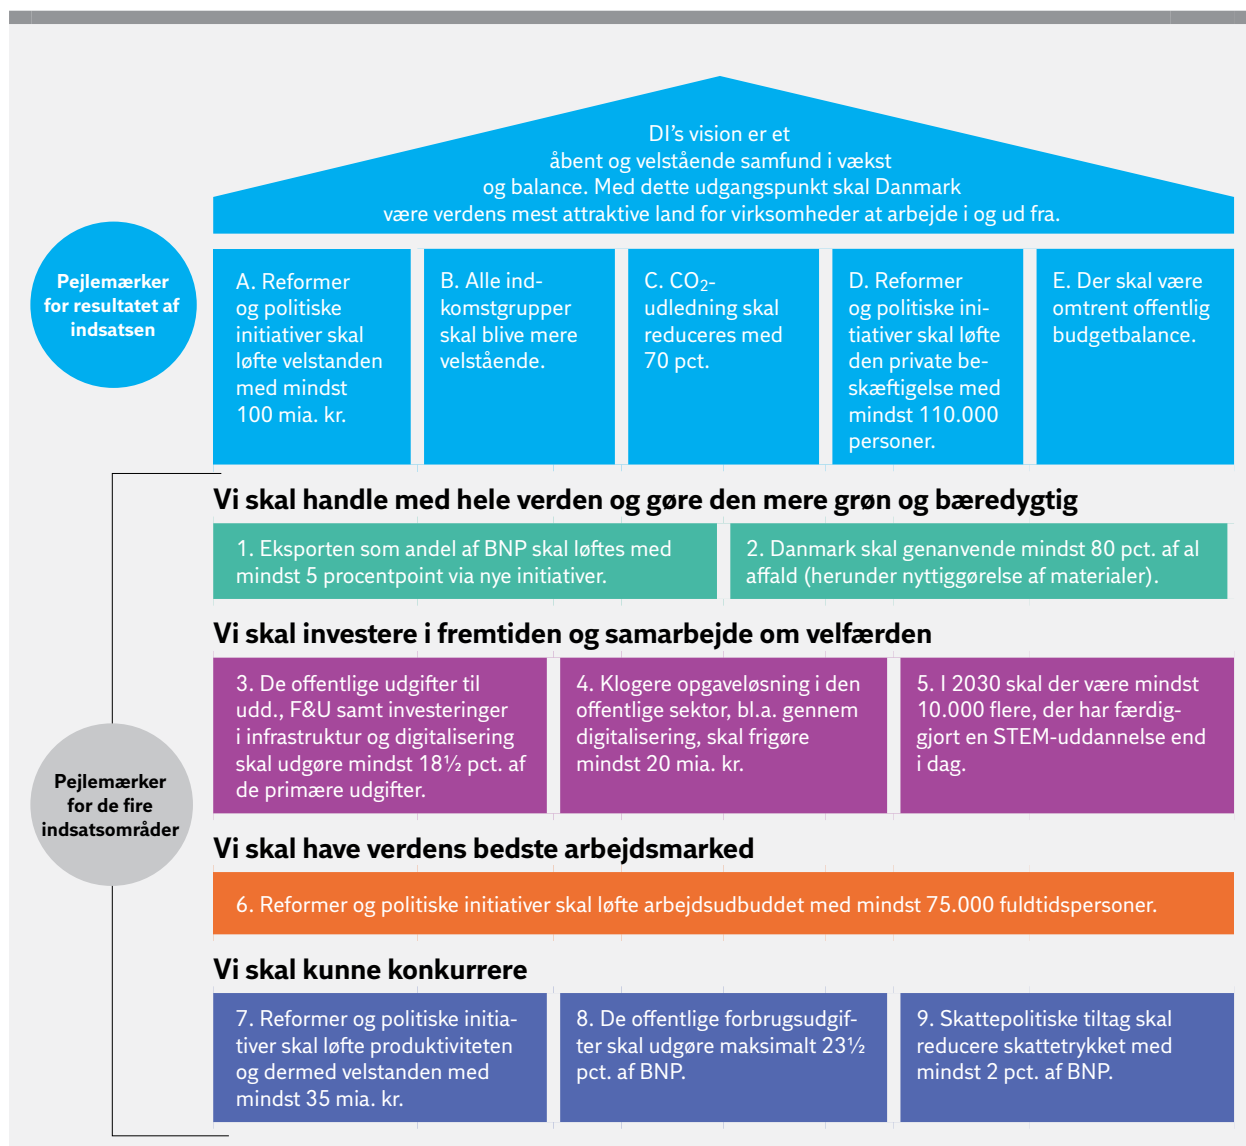 DI's vision er et
åbent og velstående samfund i vækst
og balance. Med dette udgangspunkt skal Danmark
være verdens mest attraktive land for virksomheder at arbejde i og ud fra.
Pejlemærker
for resultatet af
indsatsen
A. Reformer
og politiske
initiativer skal
løfte velstanden
med mindst
100 mia. kr.
B. Alle ind-
komstgrupper
skal blive mere
velstående.
C. CO₂-
udledning skal
reduceres med
70 pct.
D. Reformer
og politiske ini-
tiativer skal løfte
den private be-
skæftigelse med
mindst 110.000
personer.
E. Der skal være
omtrent offentlig
budgetbalance.
Vi skal handle med hele verden og gøre den mere grøn og bæredygtig
1. Eksporten som andel af BNP skal løftes med
mindst 5 procentpoint via nye initiativer.
2. Danmark skal genanvende mindst 80 pct. af al
affald (herunder nyttiggørelse af materialer).
Vi skal investere i fremtiden og samarbejde om velfærden
3. De offentlige udgifter til
udd., F&U samt investeringer
i infrastruktur og digitalisering
skal udgøre mindst 18½ pct. af
de primære udgifter.
4. Klogere opgaveløsning i den
offentlige sektor, bl.a. gennem
digitalisering, skal frigøre
mindst 20 mia. kr.
5. I 2030 skal der være mindst
10.000 flere, der har færdig-
gjort en STEM-uddannelse end
i dag.
Pejlemærker
for de fire
indsatsområder
Vi skal have verdens bedste arbejdsmarked
6. Reformer og politiske initiativer skal løfte arbejdsudbuddet med mindst 75.000 fuldtidspersoner.
Vi skal kunne konkurrere
7. Reformer og politiske initia-
tiver skal løfte produktiviteten
og dermed velstanden med
mindst 35 mia. kr.
8. De offentlige forbrugsudgif-
ter skal udgøre maksimalt 23½
pct. af BNP.
9. Skattepolitiske tiltag skal
reducere skattetrykket med
mindst 2 pct. af BNP.